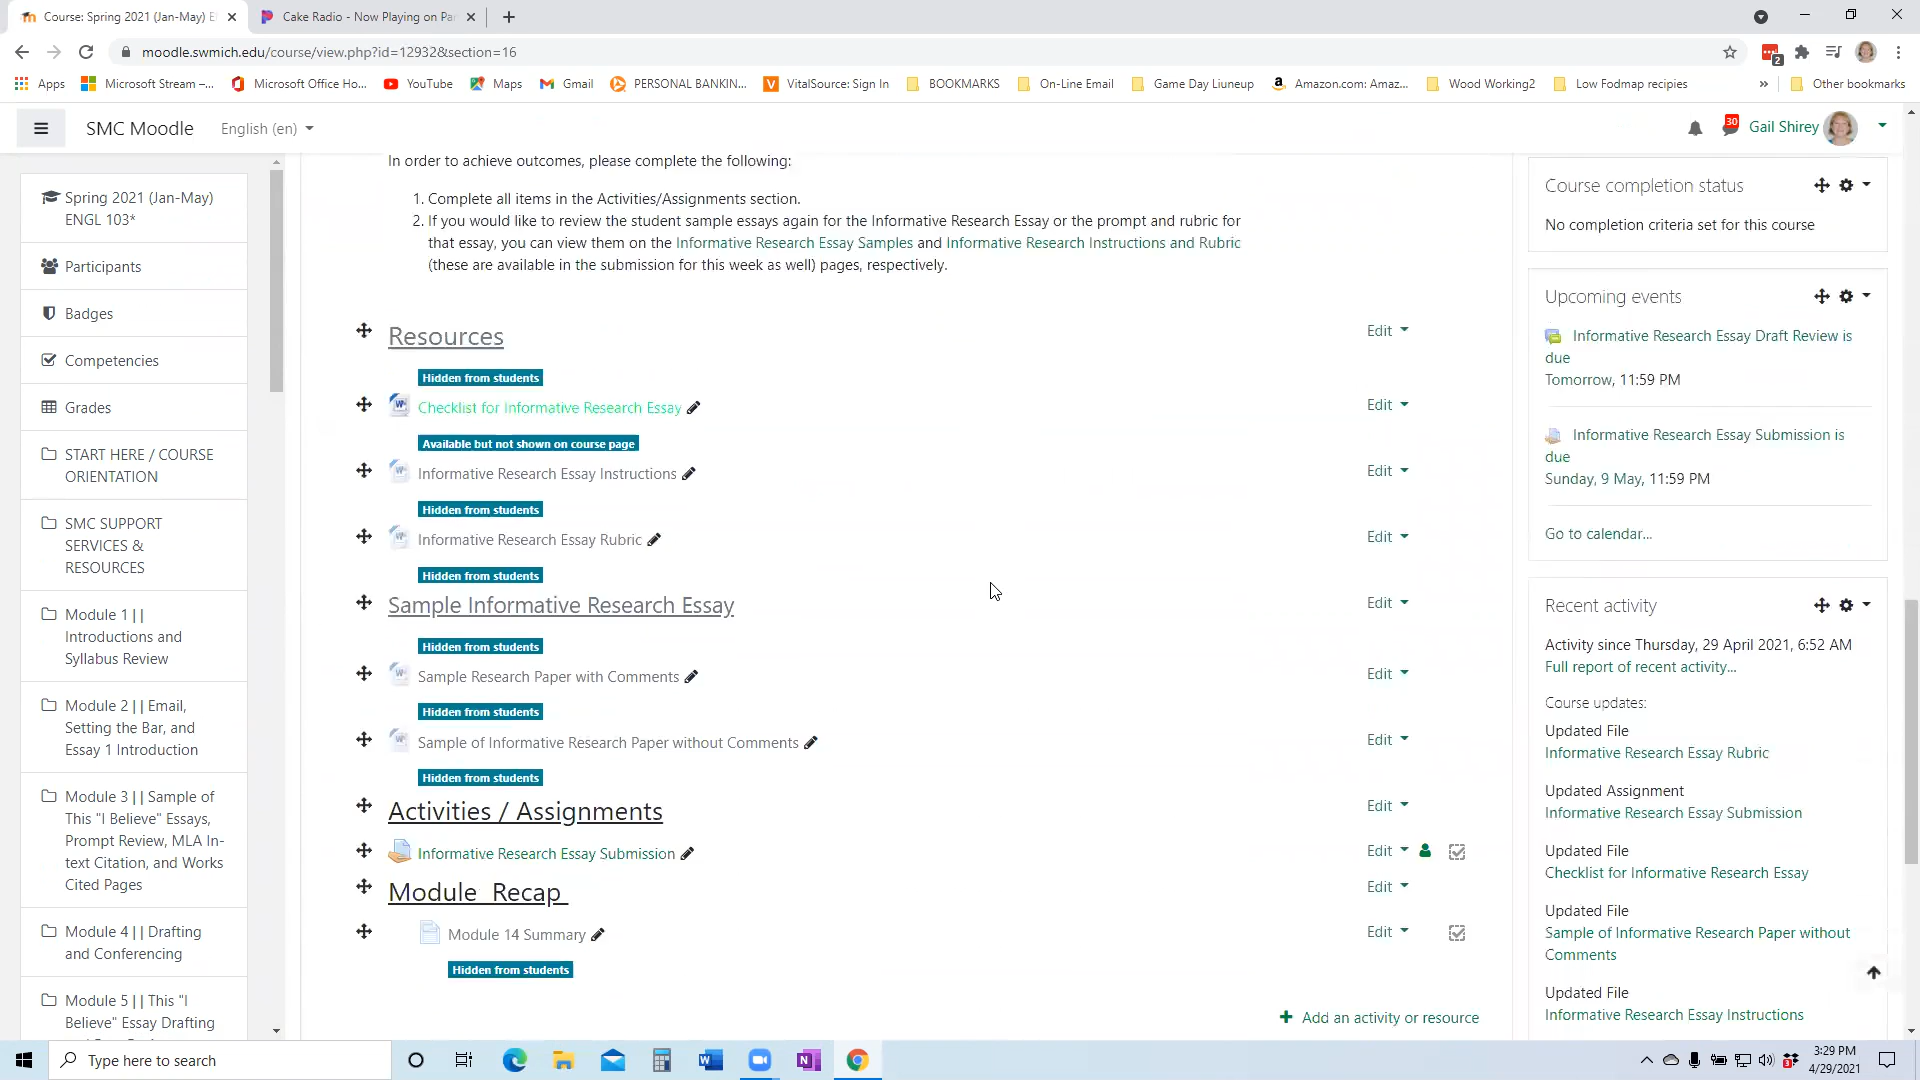 Course: Spring 2021 (Jan-May) E
Cake Radio - Now Playing on Pa
moodle.swmich.edu/course/view.php?id=12932&section=16
2
Apps
Microsoft Stream –...
Microsoft Office Ho...
YouTube
Maps
Gmail
PERSONAL BANKIN...
VitalSource: Sign In
BOOKMARKS
On-Line Email
Game Day Liuneup
Amazon.com: Amaz...
Wood Working2
Low Fodmap recipies
»
Other bookmarks
SMC Moodle
English (en)
30
Gail Shirey
Spring 2021 (Jan-May)
ENGL 103*
Participants
Badges
Competencies
Grades
START HERE / COURSE
ORIENTATION
SMC SUPPORT
SERVICES &
RESOURCES
Module 1 ||
Introductions and
Syllabus Review
Module 2 || Email,
Setting the Bar, and
Essay 1 Introduction
Module 3 || Sample of
This "I Believe" Essays,
Prompt Review, MLA In-
text Citation, and Works
Cited Pages
Module 4 || Drafting
and Conferencing
Module 5 || This "I
Believe" Essay Drafting
In order to achieve outcomes, please complete the following:
1. Complete all items in the Activities/Assignments section.
2. If you would like to review the student sample essays again for the Informative Research Essay or the prompt and rubric for
that essay, you can view them on the Informative Research Essay Samples and Informative Research Instructions and Rubric
(these are available in the submission for this week as well) pages, respectively.
Resources
Edit
Hidden from students
Checklist for Informative Research Essay
Edit
Available but not shown on course page
Informative Research Essay Instructions
Edit
Hidden from students
Informative Research Essay Rubric
Edit
Hidden from students
Sample Informative Research Essay
Edit
Hidden from students
Sample Research Paper with Comments
Edit
Hidden from students
Sample of Informative Research Paper without Comments
Edit
Hidden from students
Activities / Assignments
Edit
Informative Research Essay Submission
Edit
Module Recap
Edit
Module 14 Summary
Edit
Hidden from students
Add an activity or resource
Course completion status
No completion criteria set for this course
Upcoming events
Informative Research Essay Draft Review is
due
Tomorrow, 11:59 PM
Informative Research Essay Submission is
due
Sunday, 9 May, 11:59 PM
Go to calendar...
Recent activity
Activity since Thursday, 29 April 2021, 6:52 AM
Full report of recent activity...
Course updates:
Updated File
Informative Research Essay Rubric
Updated Assignment
Informative Research Essay Submission
Updated File
Checklist for Informative Research Essay
Updated File
Sample of Informative Research Paper without
Comments
Updated File
Informative Research Essay Instructions
Type here to search
3:29 PM
4/29/2021